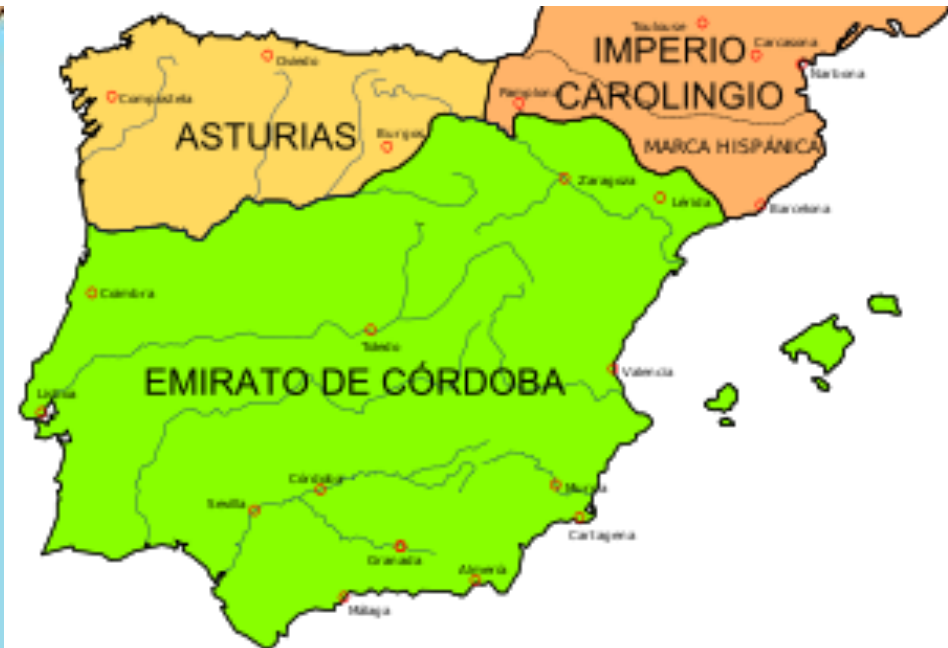 Toulouse
IMPERIO
Carcasona
Oviedo
Narbona
Compostela
Pamplona
CAROLINGIO
ASTURIAS
Burgos
MARCA HISPÁNICA
Zaragoza
Lérida
Barcelona
Coimbra
Toledo
EMIRATO DE CÓRDOBA
Valencia
Lisboa
Córdoba
Murcia
Sevilla
Cartagena
Granada
Almería
Málaga